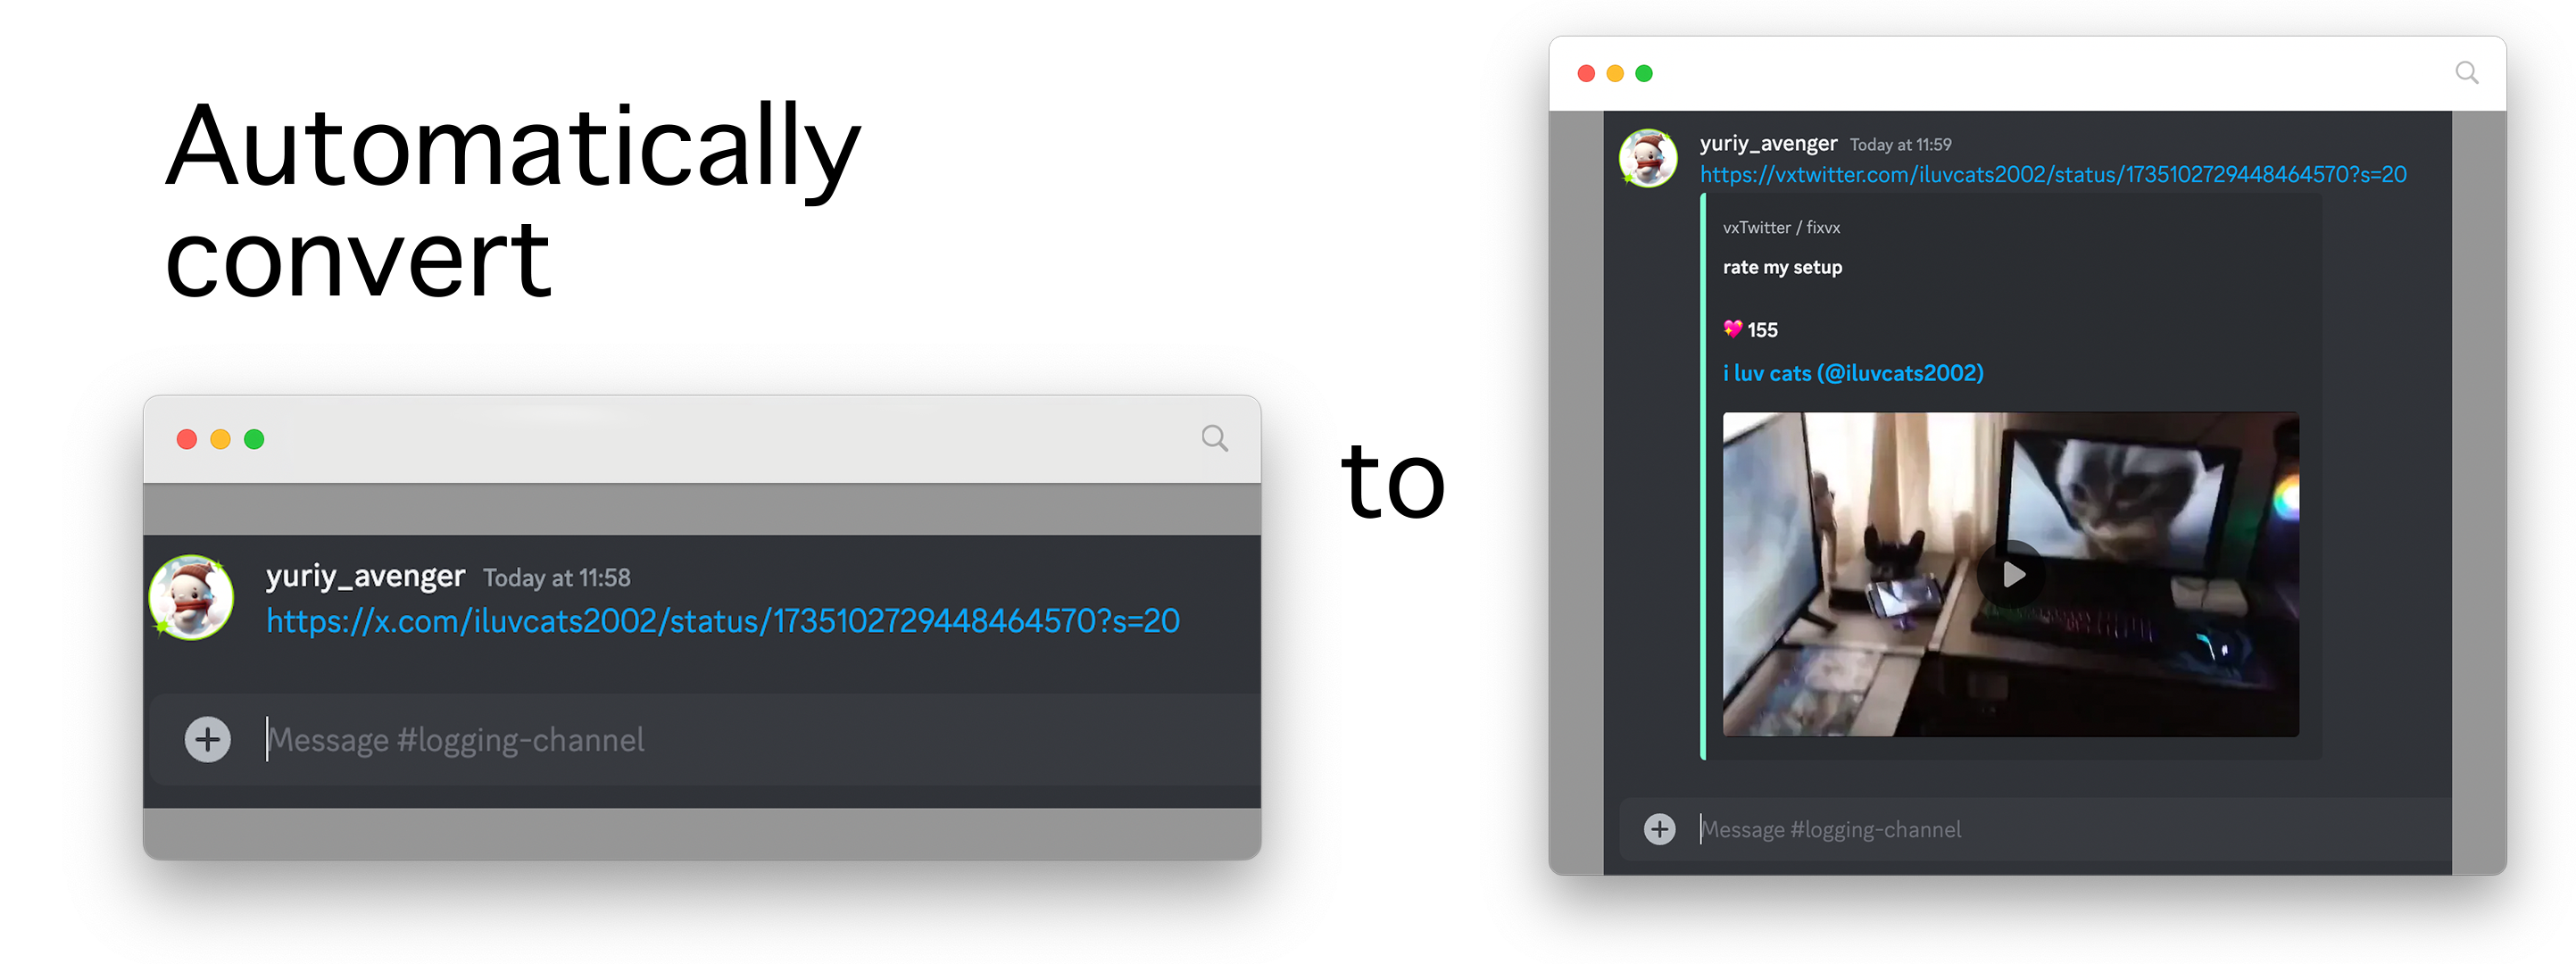 Automatically
convert
yuriy_avenger Today at 11:58
https://x.com/iluvcats2002/status/1735102729448464570?s=20
Message #logging-channel
to
yuriy_avenger Today at 11:59
https://vxtwitter.com/iluvcats2002/status/1735102729448464570?s=20
vxTwitter / fixvx
rate my setup
💖 155
i luv cats (@iluvcats2002)
Message #logging-channel